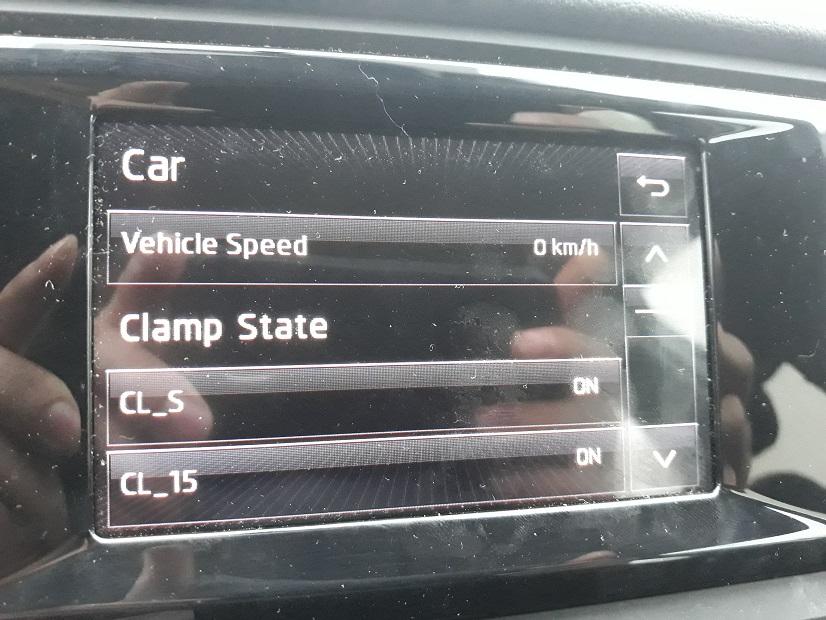 Car
Vehicle Speed 0 km/h
Clamp State
CL_S ON
CL_15 ON